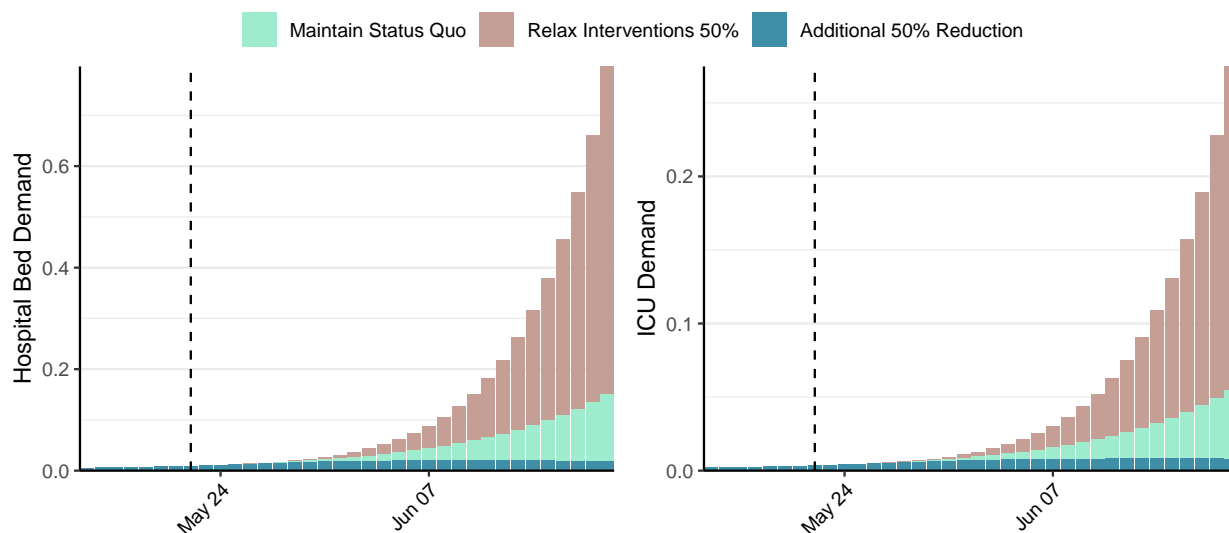 Maintain Status Quo Relax Interventions 50% Additional 50% Reduction
Hospital Bed Demand
0.6
0.4
0.2
0.0
May 24
Jun 07
ICU Demand
0.2
0.1
0.0
May 24
Jun 07